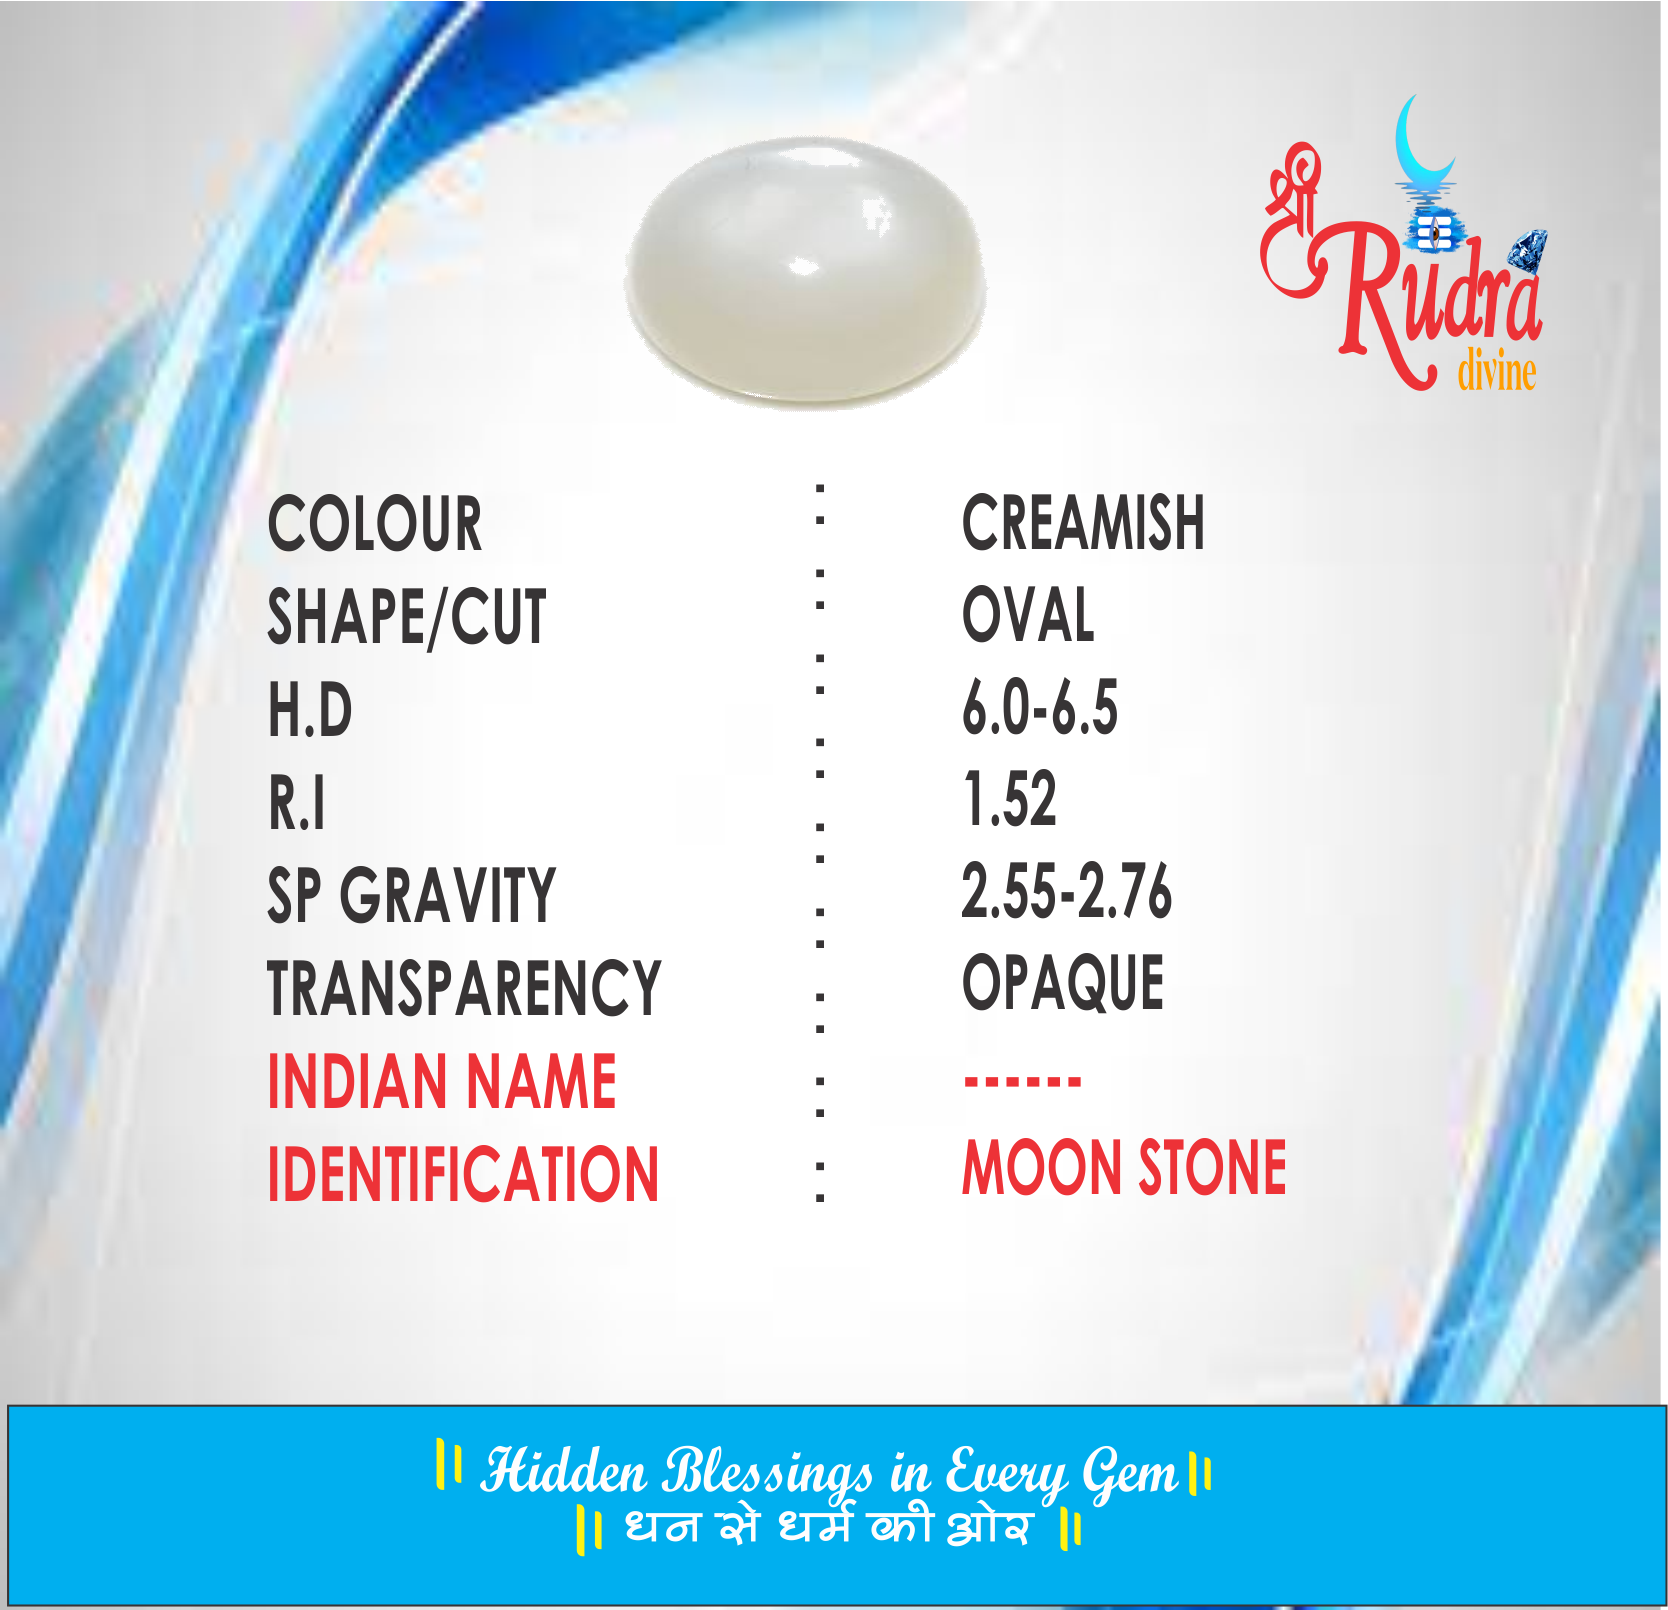 श्री Rudra
divine
COLOUR : CREAMISH
SHAPE/CUT : OVAL
H.D : 6.0-6.5
R.I : 1.52
SP GRAVITY : 2.55-2.76
TRANSPARENCY : OPAQUE
INDIAN NAME : ------
IDENTIFICATION : MOON STONE
|| Hidden Blessings in Every Gem ||
|| धन से धर्म की ओर ||